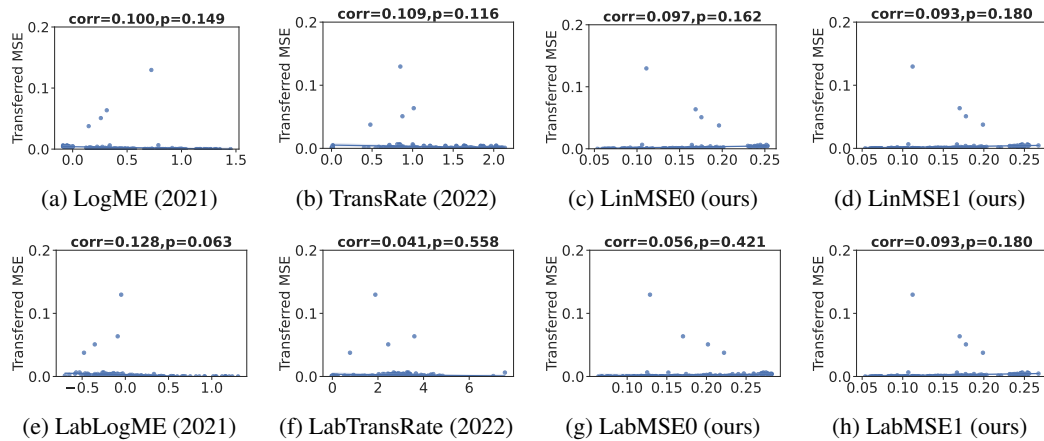 corr=0.100,p=0.149 corr=0.109,p=0.116 corr=0.097,p=0.162 corr=0.093,p=0.180
Transferred MSE 0.2 0.1 0.0 Transferred MSE 0.2 0.1 0.0 Transferred MSE 0.2 0.1 0.0 Transferred MSE 0.2 0.1 0.0
0.0 0.5 1.0 1.5 0.0 0.5 1.0 1.5 2.0 0.05 0.10 0.15 0.20 0.25 0.05 0.10 0.15 0.20 0.25
(a) LogME (2021) (b) TransRate (2022) (c) LinMSE0 (ours) (d) LinMSE1 (ours)
corr=0.128,p=0.063 corr=0.041,p=0.558 corr=0.056,p=0.421 corr=0.093,p=0.180
Transferred MSE 0.2 0.1 0.0 Transferred MSE 0.2 0.1 0.0 Transferred MSE 0.2 0.1 0.0 Transferred MSE 0.2 0.1 0.0
−0.5 0.0 0.5 1.0 0 2 4 6 0.10 0.15 0.20 0.25 0.05 0.10 0.15 0.20 0.25
(e) LabLogME (2021) (f) LabTransRate (2022) (g) LabMSE0 (ours) (h) LabMSE1 (ours)